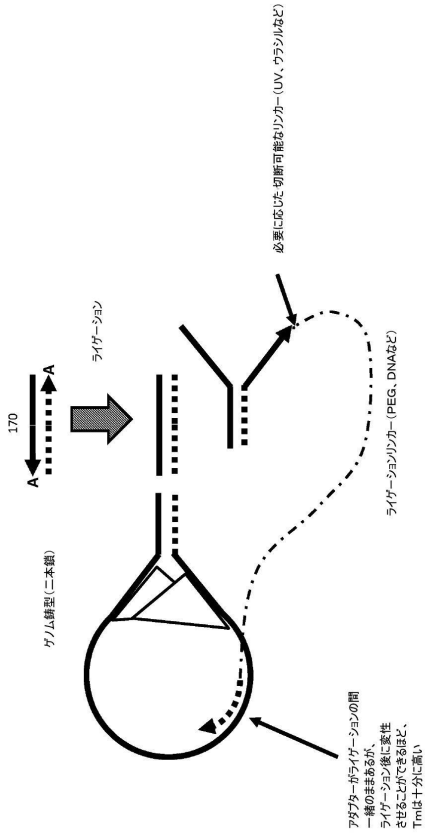 170
A
A
ゲノム鋳型(二本鎖)
ライゲーション
必要に応じた切断可能なリンカー(UV、ウラシルなど)
ライゲーションリンカー(PEG、DNAなど)
アダプターがライゲーションの間
一緒のままあるが、
ライゲーション後に変性
させることができるほど、
Tmは十分に高い